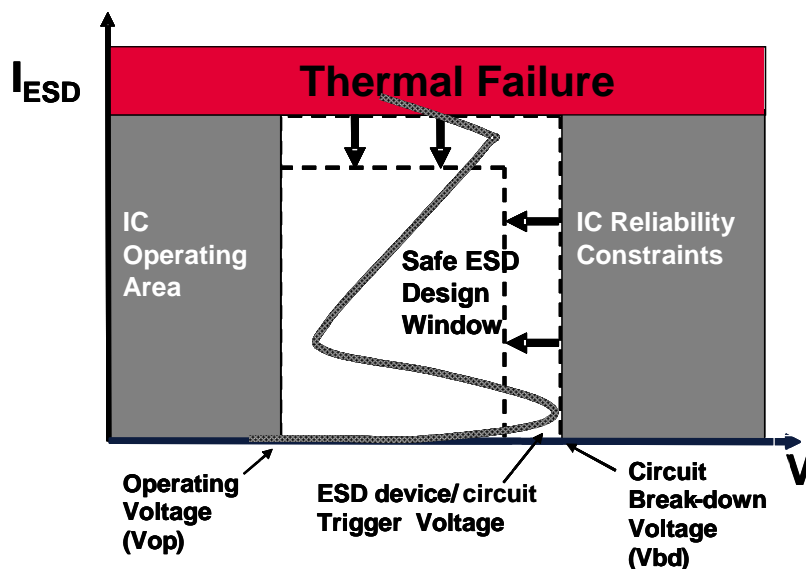 Thermal Failure
I_ESD
IC
Operating
Area
IC Reliability
Constraints
Safe ESD
Design
Window
V
Operating
Voltage
(Vop)
ESD device/ circuit
Trigger Voltage
Circuit
Break-down
Voltage
(Vbd)